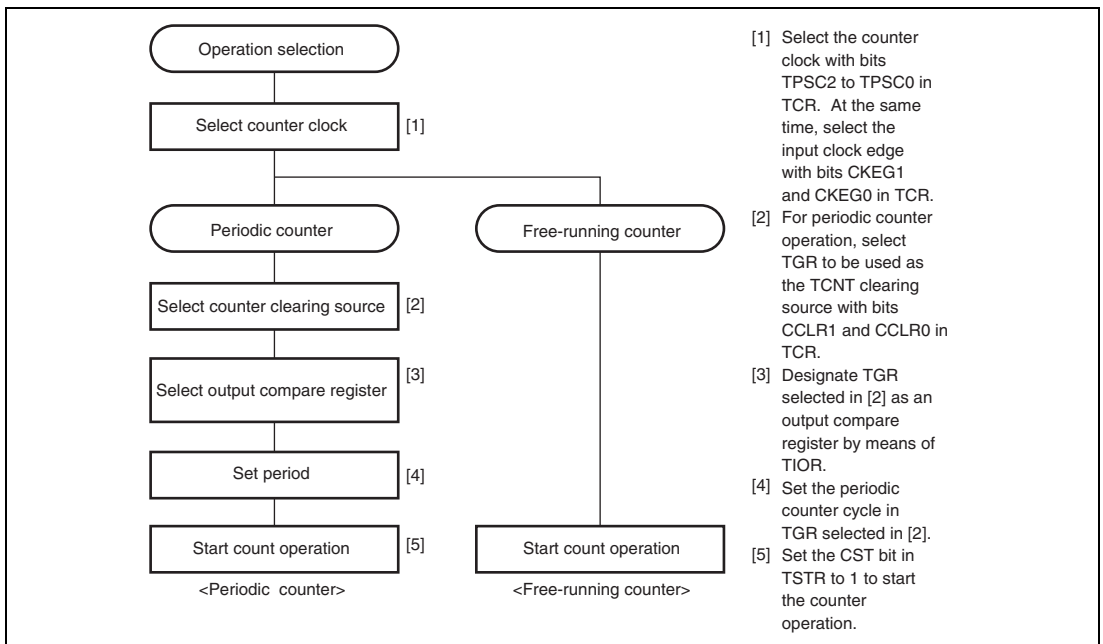 Operation selection
Select counter clock
[1]
Periodic counter
Free-running counter
Select counter clearing source
[2]
Select output compare register
[3]
Set period
[4]
Start count operation
[5]
Start count operation
<Periodic counter>
<Free-running counter>
[1] Select the counter
clock with bits
TPSC2 to TPSC0 in
TCR. At the same
time, select the
input clock edge
with bits CKEG1
and CKEG0 in TCR.
[2] For periodic counter
operation, select
TGR to be used as
the TCNT clearing
source with bits
CCLR1 and CCLR0 in
TCR.
[3] Designate TGR
selected in [2] as an
output compare
register by means of
TIOR.
[4] Set the periodic
counter cycle in
TGR selected in [2].
[5] Set the CST bit in
TSTR to 1 to start
the counter
operation.